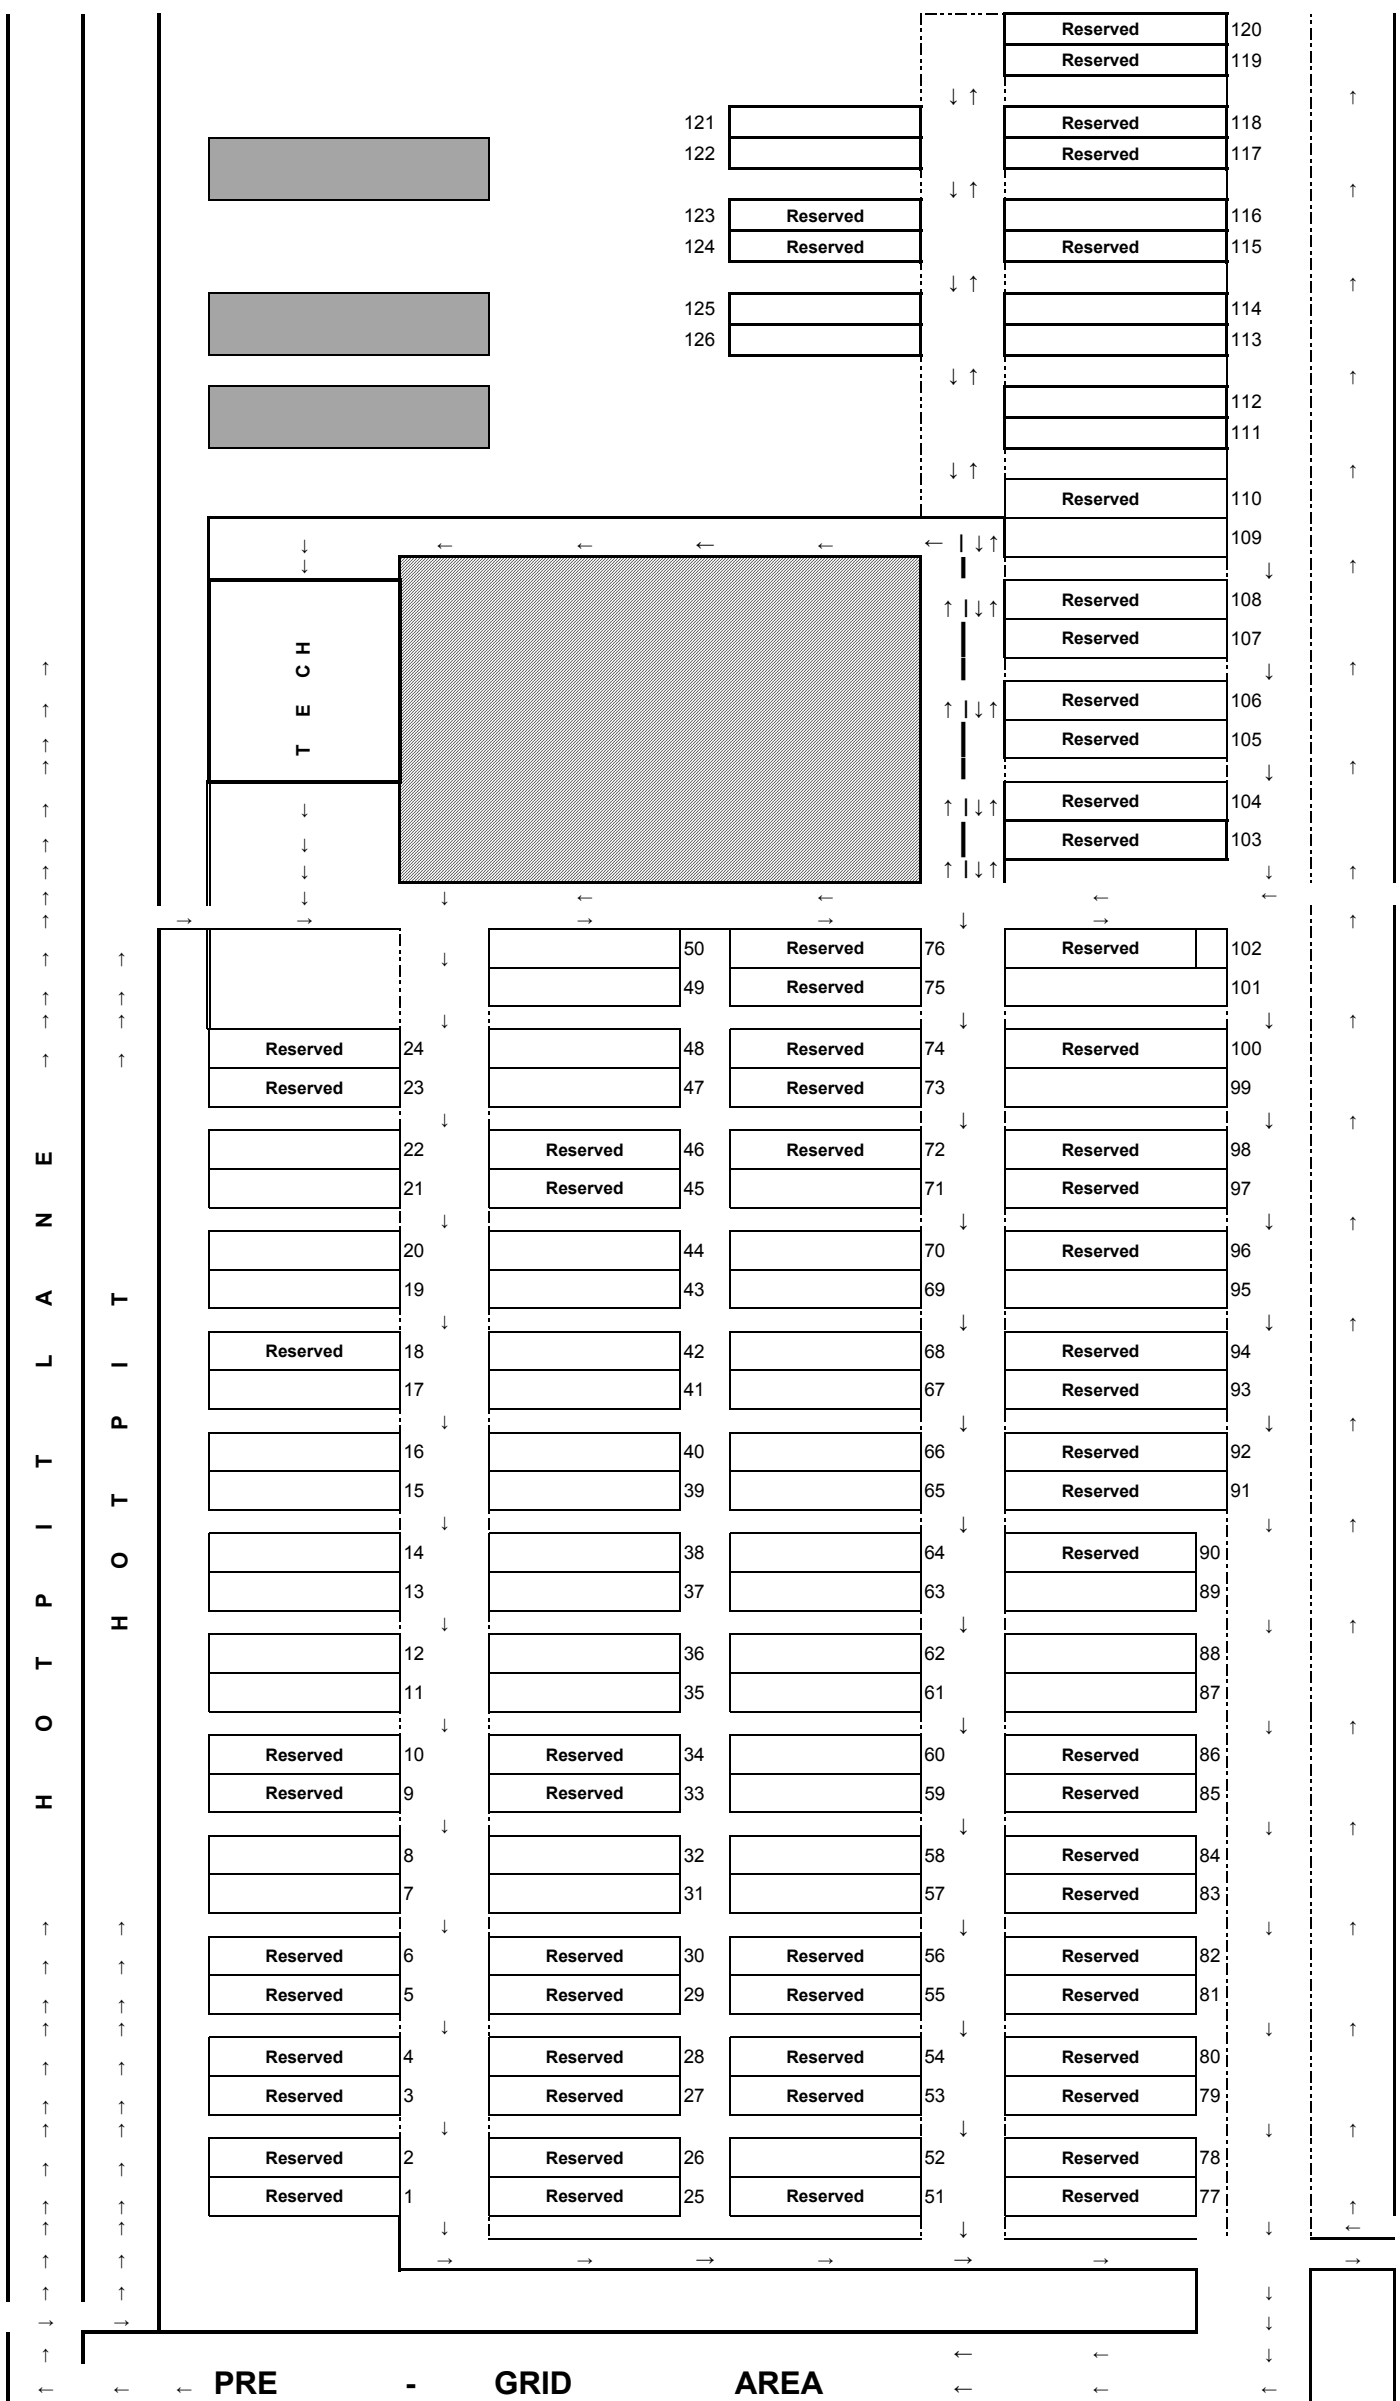 Reserved 120
Reserved 119
↓ ↑ ↑
121 Reserved 118
122 Reserved 117
↓ ↑ ↑
123 Reserved 116
124 Reserved Reserved 115
↓ ↑ ↑
125 114
126 113
↓ ↑ ↑
112
111
↓ ↑ ↑
Reserved 110
109
Reserved 108
Reserved 107
Reserved 106
Reserved 105
Reserved 104
Reserved 103
TECH
50 Reserved 76 Reserved 102
49 Reserved 75 101
Reserved 24 48 Reserved 74 Reserved 100
Reserved 23 47 Reserved 73 99
22 Reserved 46 Reserved 72 Reserved 98
21 Reserved 45 71 Reserved 97
20 44 70 Reserved 96
19 43 69 95
Reserved 18 42 68 Reserved 94
17 41 67 Reserved 93
16 40 66 Reserved 92
15 39 65 Reserved 91
14 38 64 Reserved 90
13 37 63 89
12 36 62 88
11 35 61 87
Reserved 10 Reserved 34 60 Reserved 86
Reserved 9 Reserved 33 59 Reserved 85
8 32 58 Reserved 84
7 31 57 Reserved 83
Reserved 6 Reserved 30 Reserved 56 Reserved 82
Reserved 5 Reserved 29 Reserved 55 Reserved 81
Reserved 4 Reserved 28 Reserved 54 Reserved 80
Reserved 3 Reserved 27 Reserved 53 Reserved 79
Reserved 2 Reserved 26 52 Reserved 78
Reserved 1 Reserved 25 Reserved 51 Reserved 77
HOT PIT LANE
HOT PIT
PRE - GRID AREA